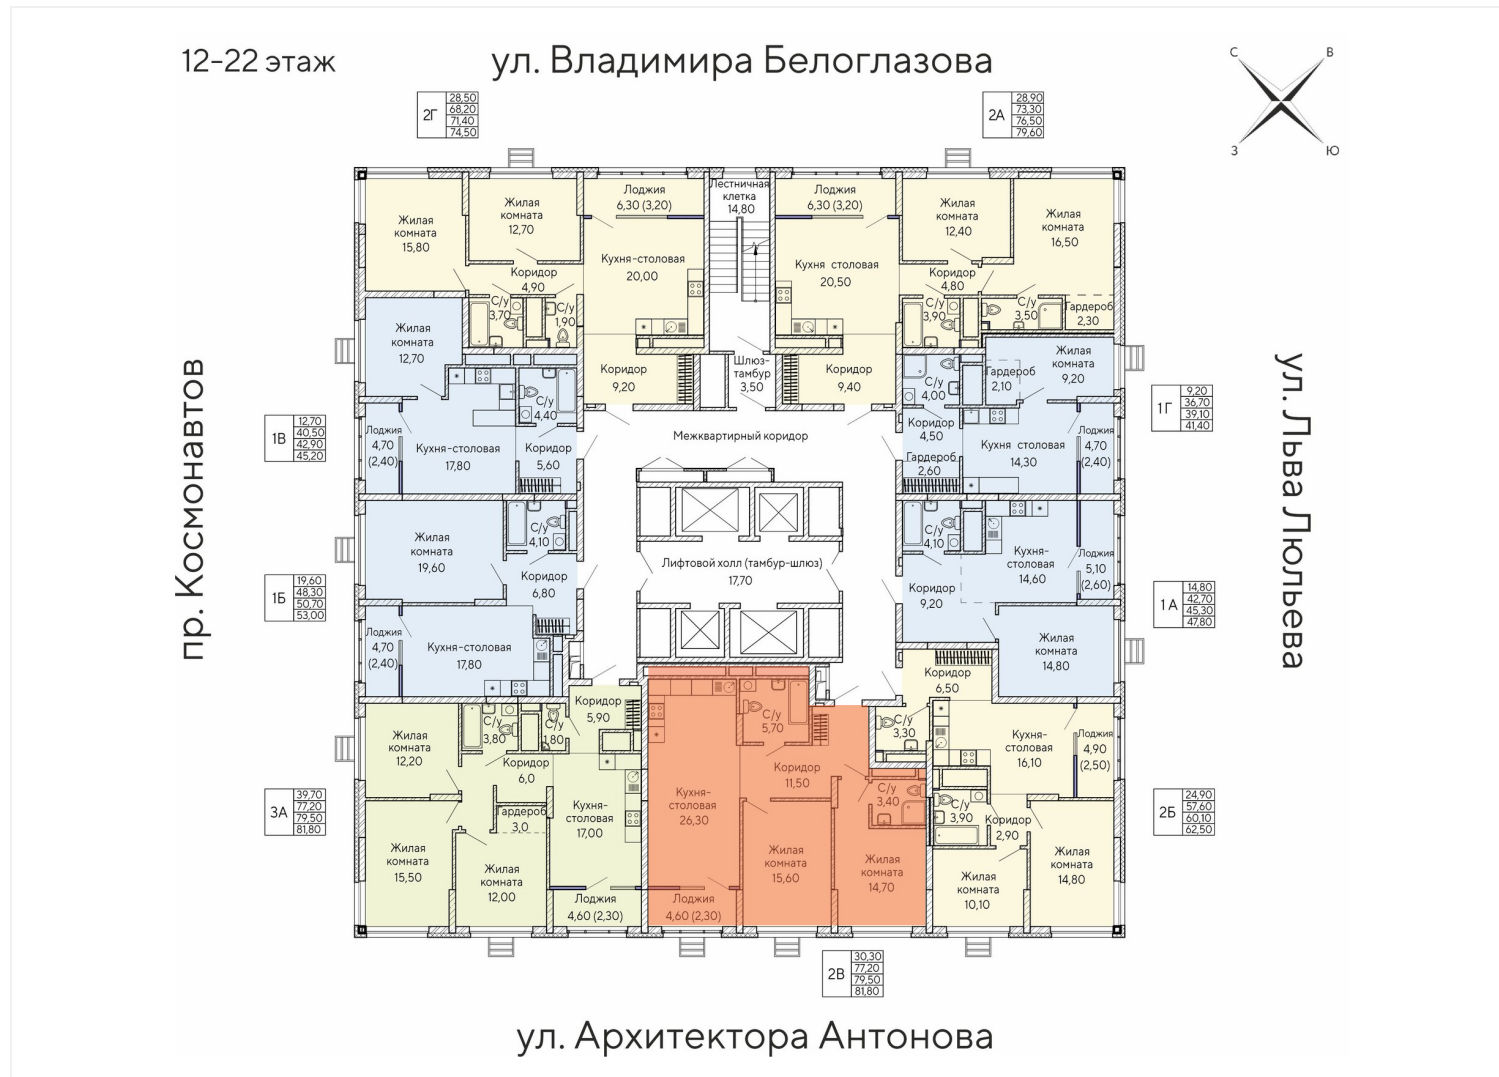 12-22 этаж
ул. Владимира Белоглазова
С
В
З
Ю
2Г
28,50
68,20
71,40
74,50
2А
28,90
73,30
76,50
79,60
Жилая
комната
15,80
Жилая
комната
12,70
Лоджия
6,30 (3,20)
Лестничная
клетка
14,80
Лоджия
6,30 (3,20)
Жилая
комната
12,40
Жилая
комната
16,50
Коридор
4,90
Кухня-столовая
20,00
Кухня столовая
20,50
Коридор
4,80
С/у
3,70
С/у
1,90
С/у
3,90
С/у
3,50
Гардероб
2,30
Жилая
комната
12,70
Коридор
9,20
Шлюз-
тамбур
3,50
Коридор
9,40
С/у
4,00
Гардероб
2,10
Жилая
комната
9,20
пр. Космонавтов
ул. Льва Люльева
1В
12,70
40,50
42,90
45,20
1Г
9,20
36,70
39,10
41,40
Лоджия
4,70
(2,40)
Кухня-столовая
17,80
С/у
4,40
Коридор
5,60
Межквартирный коридор
Коридор
4,50
Гардероб
2,60
Кухня столовая
14,30
Лоджия
4,70
(2,40)
Жилая
комната
19,60
С/у
4,10
Коридор
6,80
Лифтовой холл (тамбур-шлюз)
17,70
С/у
4,10
Коридор
9,20
Кухня-
столовая
14,60
Лоджия
5,10
(2,60)
1Б
19,60
48,30
50,70
53,00
1А
14,80
42,70
45,30
47,80
Лоджия
4,70
(2,40)
Кухня-столовая
17,80
Жилая
комната
14,80
Коридор
6,50
Жилая
комната
12,20
С/у
3,80
С/у
1,80
Коридор
5,90
Коридор
6,0
С/у
5,70
Коридор
11,50
С/у
3,30
Кухня-
столовая
16,10
Лоджия
4,90
(2,50)
3А
39,70
77,20
79,50
81,80
2Б
24,90
57,60
60,10
62,50
Гардероб
3,0
Кухня-
столовая
17,00
Кухня-
столовая
26,30
С/у
3,40
С/у
3,90
Коридор
2,90
Жилая
комната
15,50
Жилая
комната
12,00
Жилая
комната
15,60
Жилая
комната
14,70
Жилая
комната
10,10
Жилая
комната
14,80
Лоджия
4,60 (2,30)
Лоджия
4,60 (2,30)
2В
30,30
77,20
79,50
81,80
ул. Архитектора Антонова